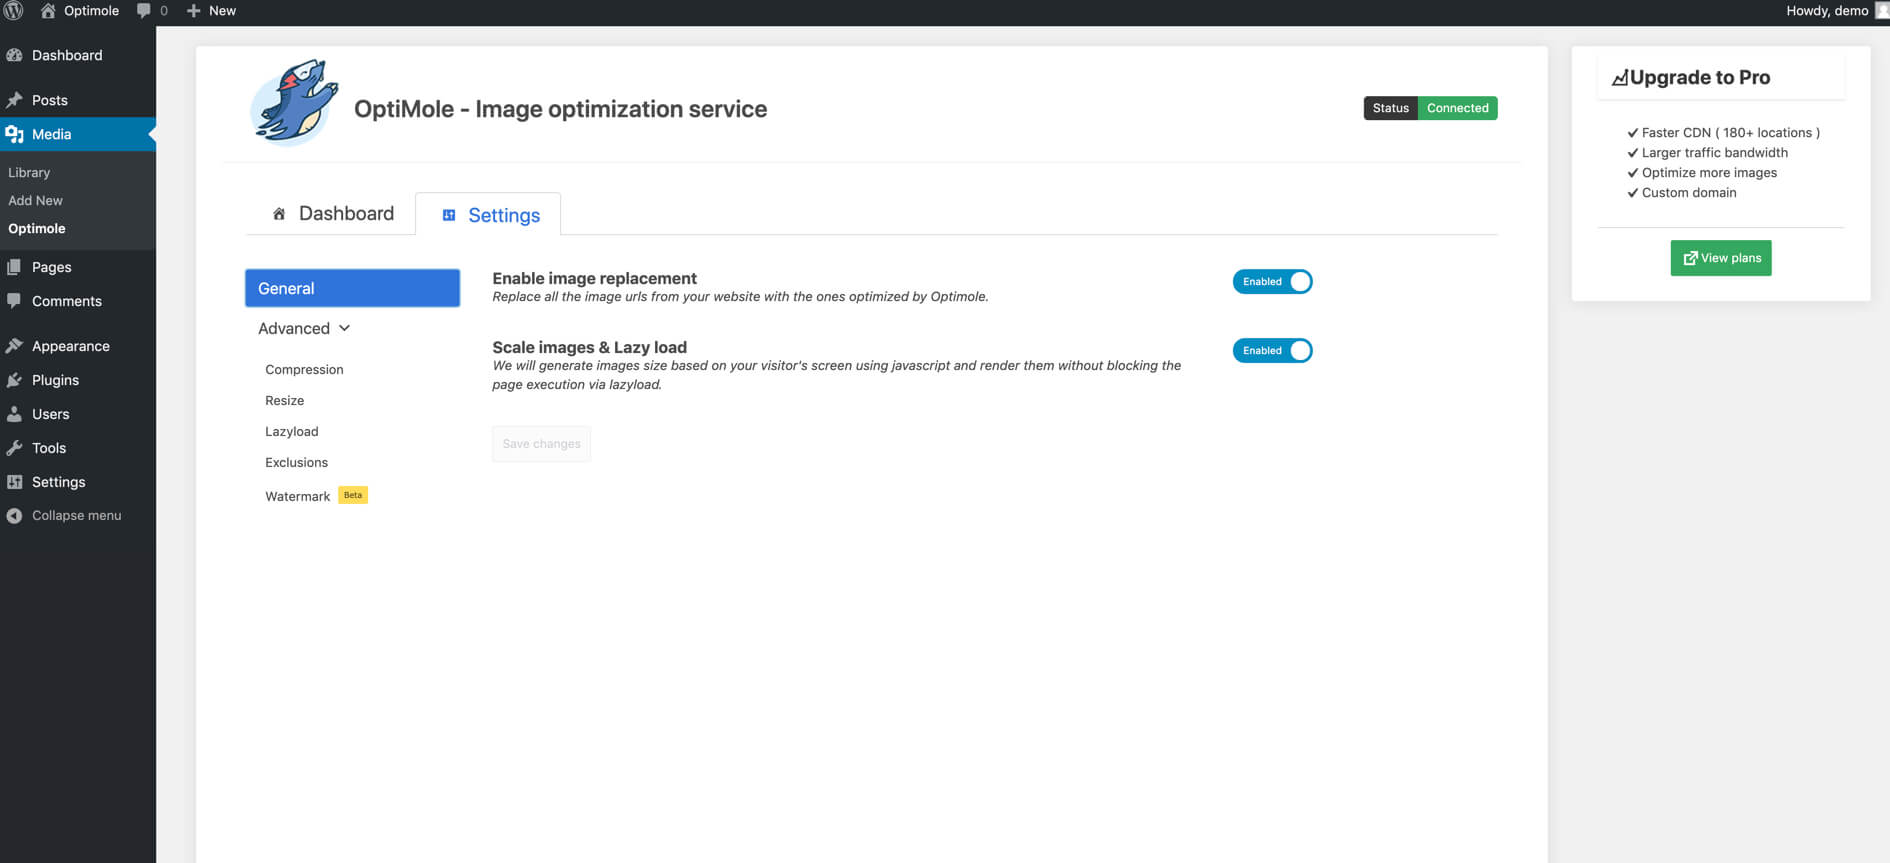 Optimole
0
New
Howdy, demo
Dashboard
Posts
Media
Library
Add New
Optimole
Pages
Comments
Appearance
Plugins
Users
Tools
Settings
Collapse menu
OptiMole - Image optimization service
Status Connected
Dashboard
Settings
General
Advanced
Compression
Resize
Lazyload
Exclusions
Watermark Beta
Enable image replacement
Replace all the image urls from your website with the ones optimized by Optimole.
Enabled
Scale images & Lazy load
We will generate images size based on your visitor's screen using javascript and render them without blocking the
page execution via lazyload.
Enabled
Save changes
Upgrade to Pro
Faster CDN ( 180+ locations )
Larger traffic bandwidth
Optimize more images
Custom domain
View plans